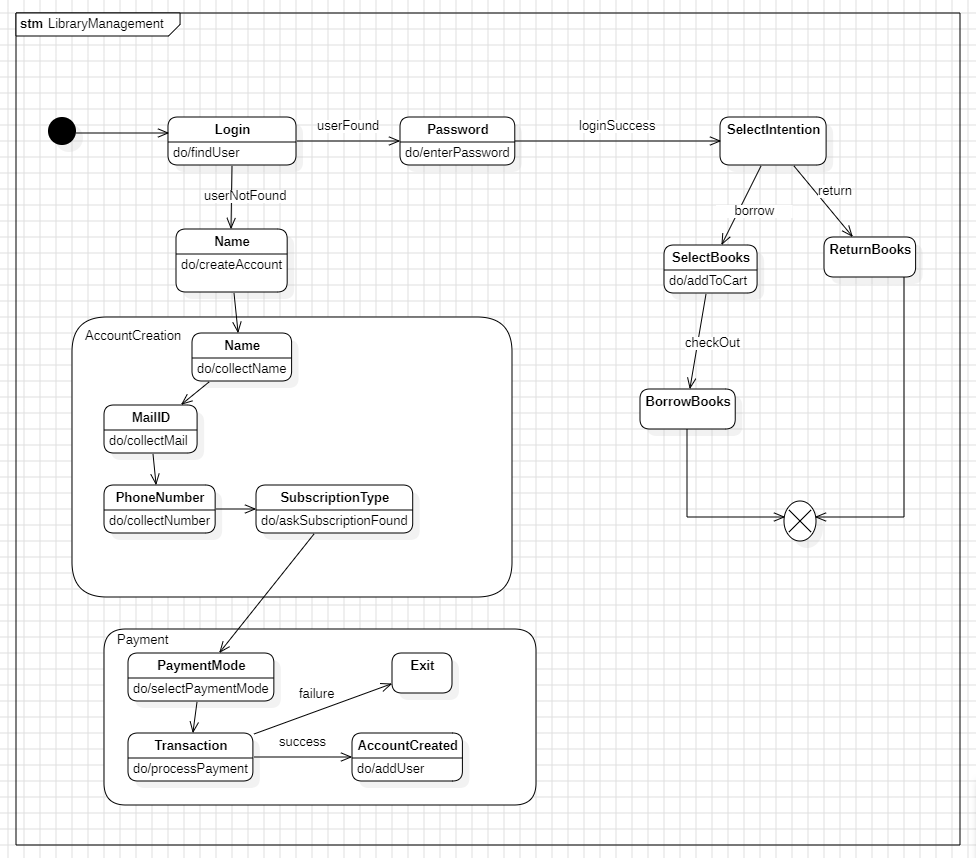 stm LibraryManagement
Login
do/findUser
userFound
Password
do/enterPassword
loginSuccess
SelectIntention
userNotFound
borrow
return
Name
do/createAccount
SelectBooks
do/addToCart
ReturnBooks
AccountCreation
Name
do/collectName
checkOut
MailID
do/collectMail
BorrowBooks
PhoneNumber
do/collectNumber
SubscriptionType
do/askSubscriptionFound
Payment
PaymentMode
do/selectPaymentMode
Exit
failure
Transaction
do/processPayment
success
AccountCreated
do/addUser